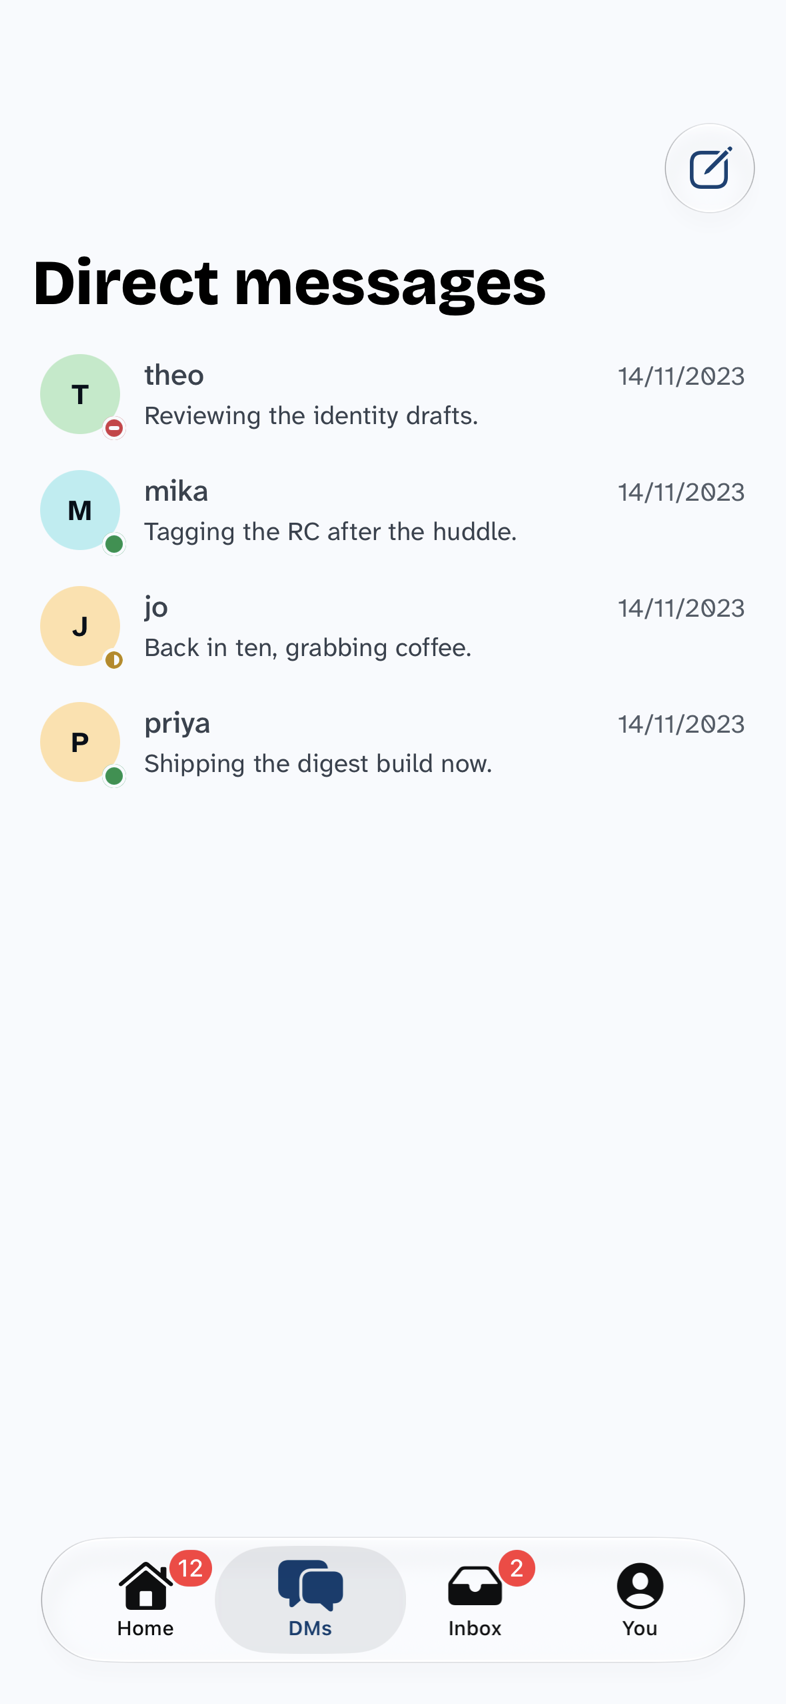 Direct messages
T
theo
14/11/2023
Reviewing the identity drafts.
M
mika
14/11/2023
Tagging the RC after the huddle.
J
jo
14/11/2023
Back in ten, grabbing coffee.
P
priya
14/11/2023
Shipping the digest build now.
12
2
Home
DMs
Inbox
You